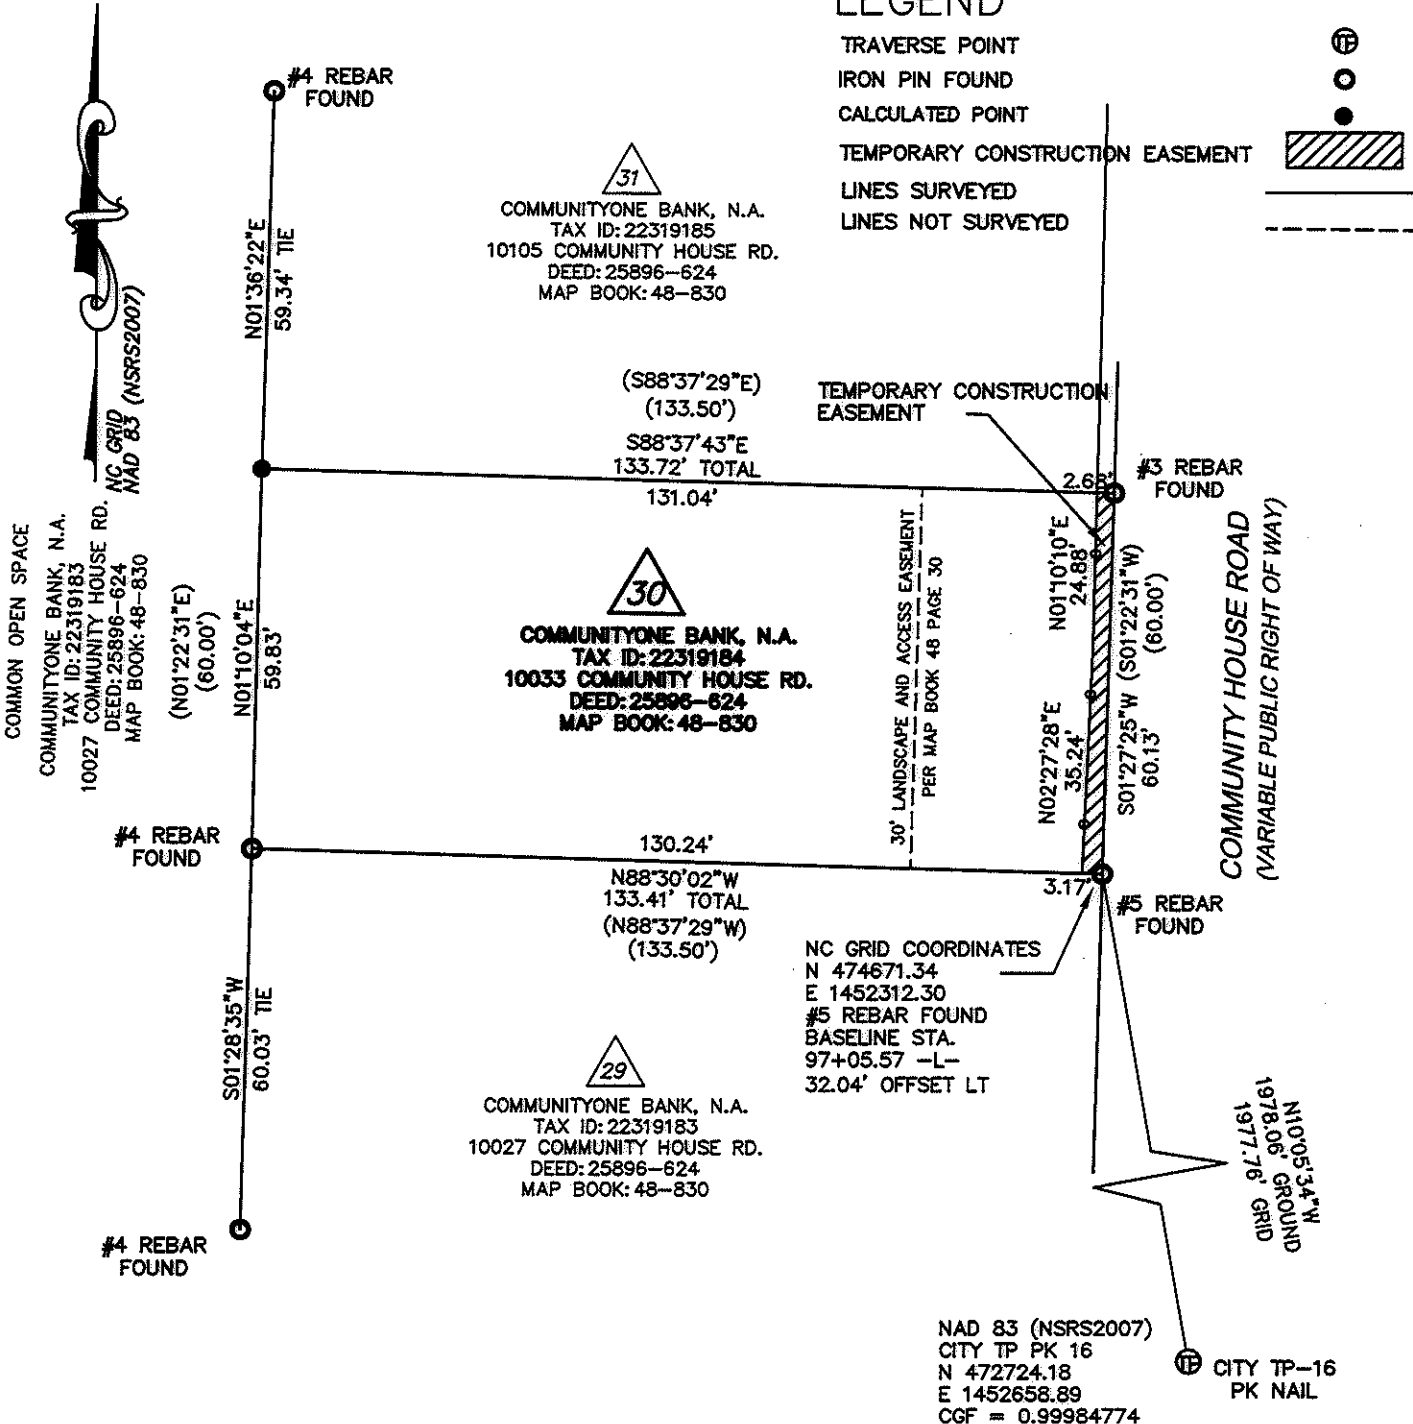 LEGEND
TRAVERSE POINT
TP
IRON PIN FOUND
CALCULATED POINT
TEMPORARY CONSTRUCTION EASEMENT
LINES SURVEYED
LINES NOT SURVEYED
#4 REBAR
FOUND
NC GRID
NAD 83 (NSRS2007)
N01°36'22"E
59.34' TIE
31
COMMUNITYONE BANK, N.A.
TAX ID: 22319185
10105 COMMUNITY HOUSE RD.
DEED: 25896-624
MAP BOOK: 48-830
(S88°37'29"E)
(133.50')
S88°37'43"E
133.72' TOTAL
131.04'
TEMPORARY CONSTRUCTION
EASEMENT
2.68'
#3 REBAR
FOUND
COMMON OPEN SPACE
COMMUNITYONE BANK, N.A.
TAX ID: 22319183
10027 COMMUNITY HOUSE RD.
DEED: 25896-624
MAP BOOK: 48-830
(N01°22'31"E)
(60.00')
N01°10'04"E
59.83'
30
COMMUNITYONE BANK, N.A.
TAX ID: 22319184
10033 COMMUNITY HOUSE RD.
DEED: 25896-624
MAP BOOK: 48-830
30' LANDSCAPE AND ACCESS EASEMENT
PER MAP BOOK 48 PAGE 30
N01°10'10"E
24.88'
N02°27'28"E
35.24'
S01°27'25"W (S01°22'31"W)
60.13' (60.00')
COMMUNITY HOUSE ROAD
(VARIABLE PUBLIC RIGHT OF WAY)
#4 REBAR
FOUND
130.24'
N88°30'02"W
133.41' TOTAL
(N88°37'29"W)
(133.50')
3.17'
#5 REBAR
FOUND
NC GRID COORDINATES
N 474671.34
E 1452312.30
#5 REBAR FOUND
BASELINE STA.
97+05.57 -L-
32.04' OFFSET LT
S01°28'35"W
60.03' TIE
29
COMMUNITYONE BANK, N.A.
TAX ID: 22319183
10027 COMMUNITY HOUSE RD.
DEED: 25896-624
MAP BOOK: 48-830
#4 REBAR
FOUND
N10°05'34"W
1978.06' GROUND
1977.76' GRID
NAD 83 (NSRS2007)
CITY TP PK 16
N 472724.18
E 1452658.89
CGF = 0.99984774
TP
CITY TP-16
PK NAIL